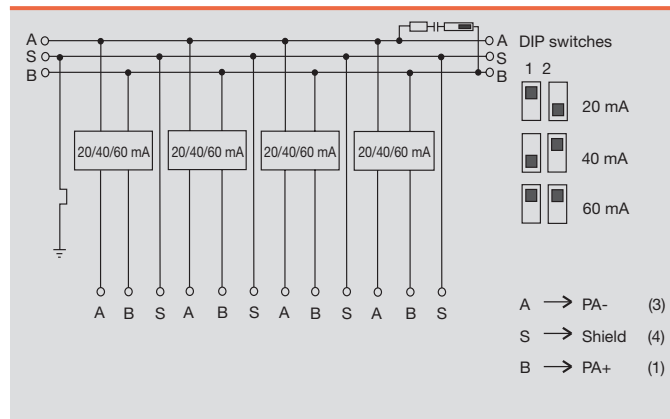 A A DIP switches
S S
B B
1 2
20 mA
20/40/60 mA 20/40/60 mA 20/40/60 mA 20/40/60 mA
40 mA
60 mA
A B S A B S A B S A B S
A → PA- (3)
S → Shield (4)
B → PA+ (1)